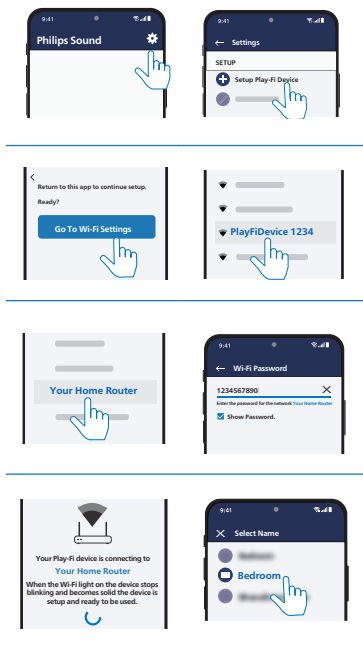 9:41
Philips Sound
9:41
← Settings
SETUP
Setup Play-Fi Device
Return to this app to continue setup.
Ready?
Go To Wi-Fi Settings
PlayFiDevice 1234
Your Home Router
9:41
← Wi-Fi Password
1234567890
Enter the password for the network Your Home Router
Show Password.
Your Play-Fi device is connecting to
Your Home Router
When the Wi-Fi light on the device stops
blinking and becomes solid the device is
setup and ready to be used.
9:41
Select Name
Bedroom